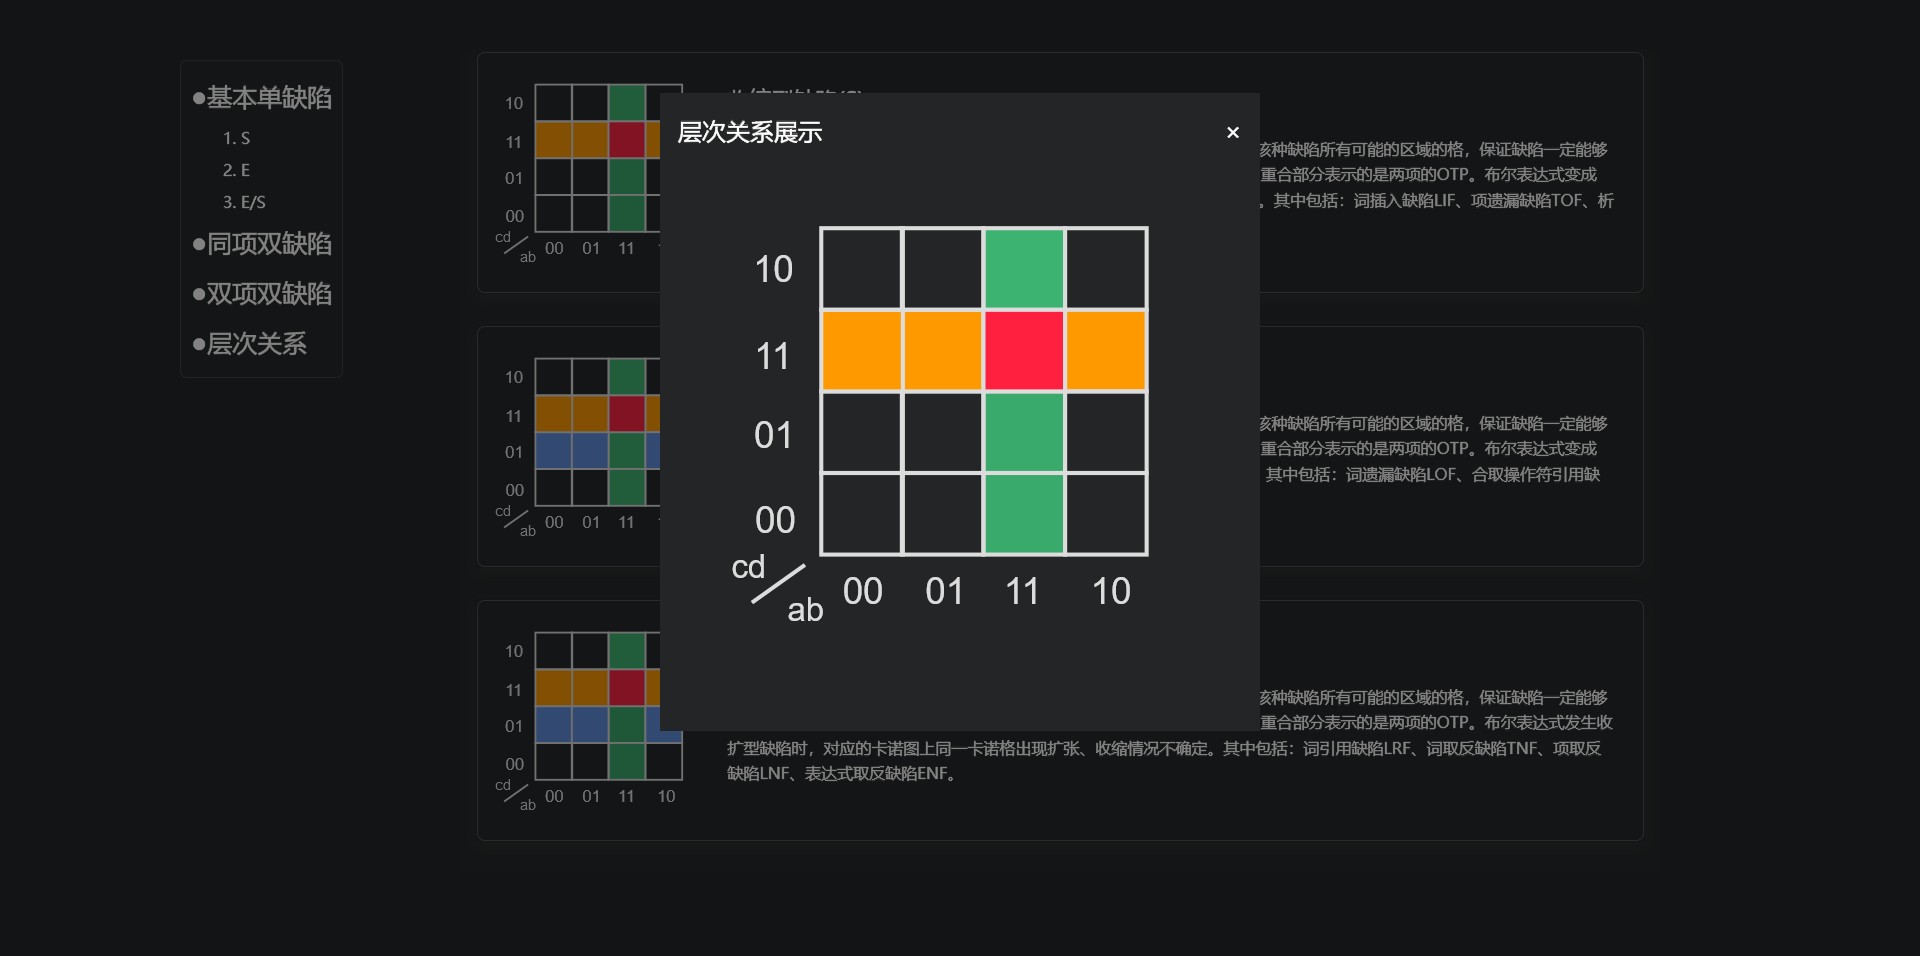 ●基本单缺陷
1. S
2. E
3. E/S
●同项双缺陷
●双项双缺陷
●层次关系
10
11
01
00
cd
ab
00 01 11
该种缺陷所有可能的区域的格，保证缺陷一定能够
重合部分表示的是两项的OTP。布尔表达式变成
。其中包括：词插入缺陷LIF、项遗漏缺陷TOF、析
10
11
01
00
cd
ab
00 01 11
该种缺陷所有可能的区域的格，保证缺陷一定能够
重合部分表示的是两项的OTP。布尔表达式变成
其中包括：词遗漏缺陷LOF、合取操作符引用缺
10
11
01
00
cd
ab
00 01 11 10
该种缺陷所有可能的区域的格，保证缺陷一定能够
重合部分表示的是两项的OTP。布尔表达式发生收
扩型缺陷时，对应的卡诺图上同一卡诺格出现扩张、收缩情况不确定。其中包括：词引用缺陷LRF、词取反缺陷TNF、项取反
缺陷LNF、表达式取反缺陷ENF。
层次关系展示
×
10
11
01
00
cd
ab
00 01 11 10